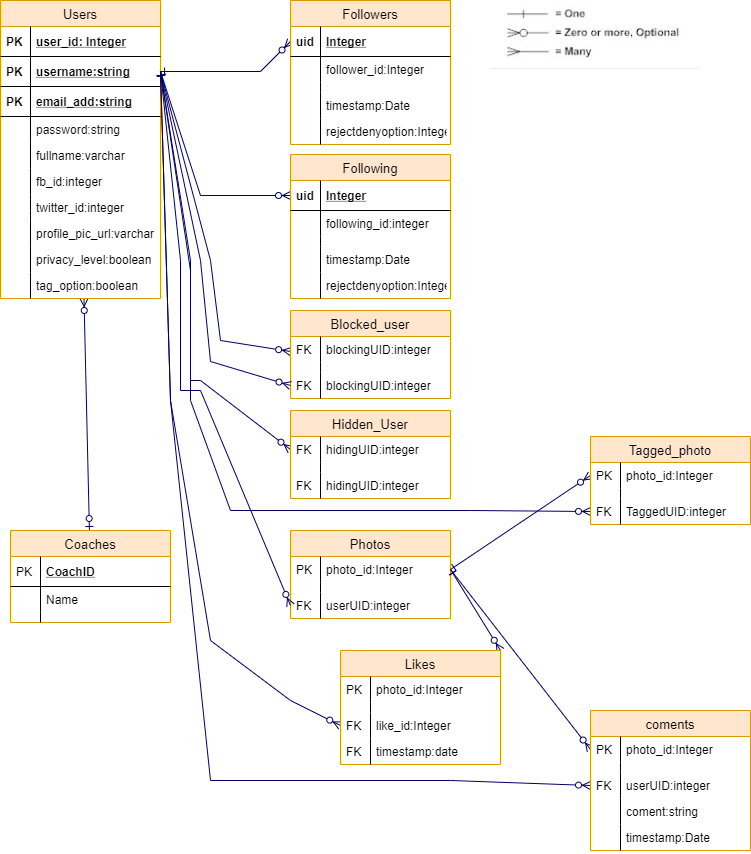 Users
PK user_id: Integer
PK username:string
PK email_add:string
password:string
fullname:varchar
fb_id:integer
twitter_id:integer
profile_pic_url:varchar
privacy_level:boolean
tag_option:boolean
Followers
uid Integer
follower_id:Integer
timestamp:Date
rejectdenyoption:Intege
= One
= Zero or more, Optional
= Many
Following
uid Integer
following_id:integer
timestamp:Date
rejectdenyoption:Intege
Blocked_user
FK blockingUID:integer
FK blockingUID:integer
Hidden_User
FK hidingUID:integer
FK hidingUID:integer
Tagged_photo
PK photo_id:Integer
FK TaggedUID:integer
Coaches
PK CoachID
Name
Photos
PK photo_id:Integer
FK userUID:integer
Likes
PK photo_id:Integer
FK like_id:Integer
FK timestamp:date
coments
PK photo_id:Integer
FK userUID:integer
coment:string
timestamp:Date